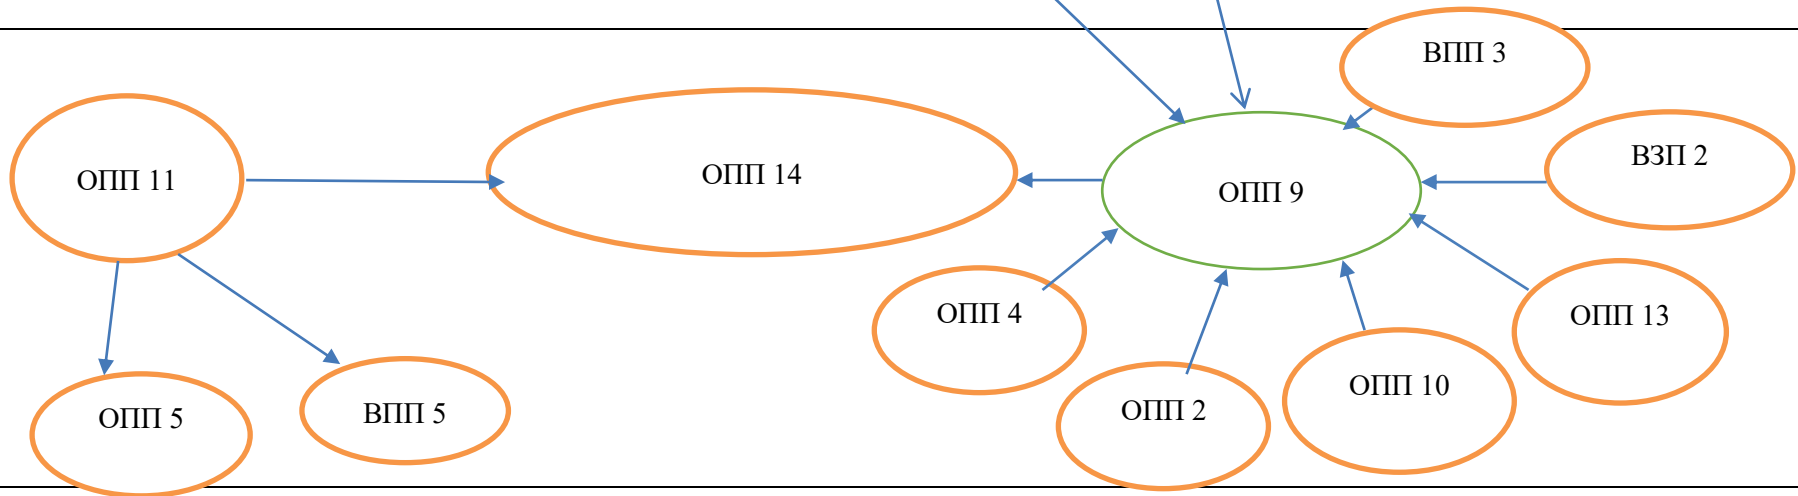 ВПП 3
ВЗП 2
ОПП 11
ОПП 14
ОПП 9
ОПП 4
ОПП 13
ОПП 10
ОПП 5
ВПП 5
ОПП 2